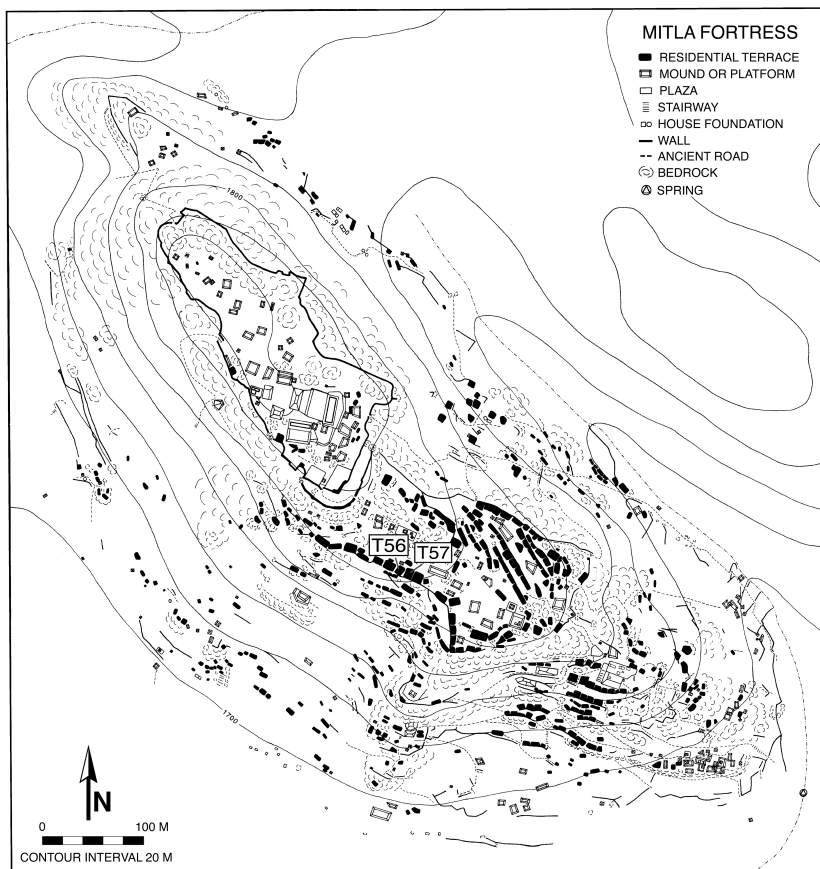 MITLA FORTRESS
RESIDENTIAL TERRACE
MOUND OR PLATFORM
PLAZA
STAIRWAY
HOUSE FOUNDATION
WALL
ANCIENT ROAD
BEDROCK
SPRING
1800
T56
T57
1700
N
0 100 M
CONTOUR INTERVAL 20 M